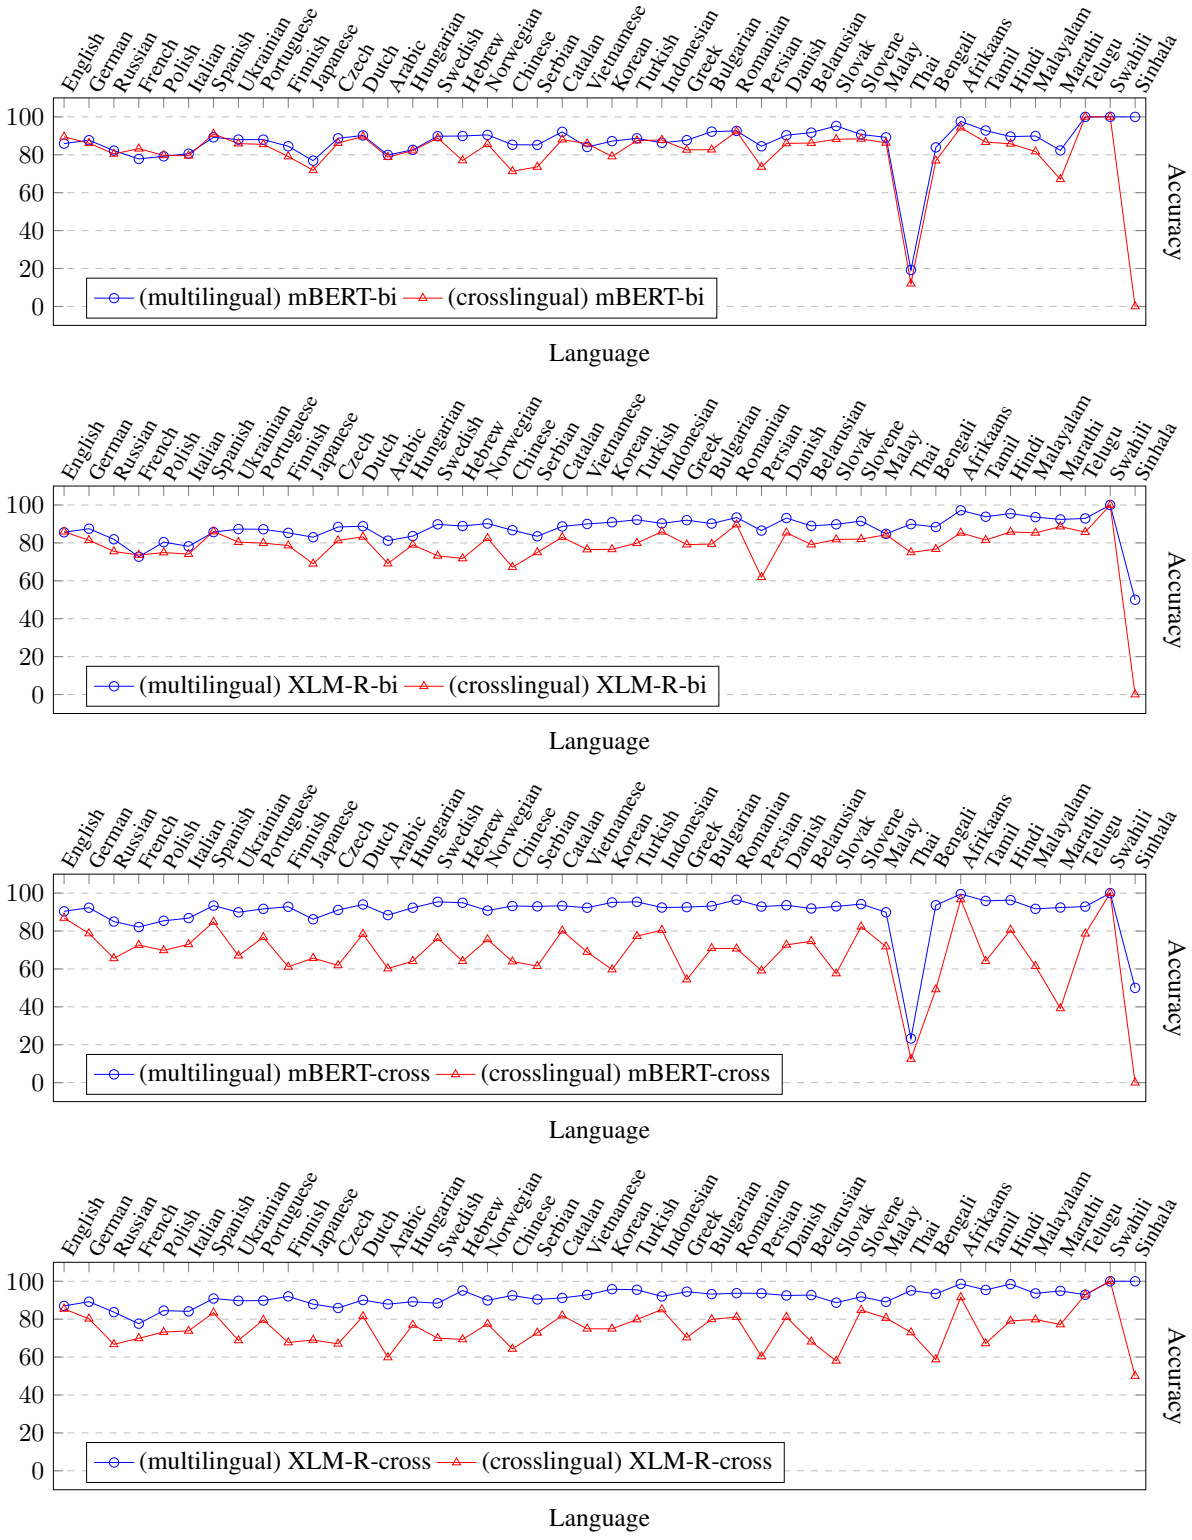 English German Russian French Polish Italian Spanish Ukrainian Portuguese Finnish Japanese Czech Dutch Arabic Hungarian Swedish Hebrew Norwegian Chinese Serbian Catalan Vietnamese Korean Turkish Indonesian Greek Bulgarian Romanian Persian Danish Belarusian Slovak Slovene Malay Thai Bengali Afrikaans Tamil Hindi Malayalam Marathi Telugu Swahili Sinhala
100
80
60
40
20
0
Accuracy
(multilingual) mBERT-bi (crosslingual) mBERT-bi
Language
English German Russian French Polish Italian Spanish Ukrainian Portuguese Finnish Japanese Czech Dutch Arabic Hungarian Swedish Hebrew Norwegian Chinese Serbian Catalan Vietnamese Korean Turkish Indonesian Greek Bulgarian Romanian Persian Danish Belarusian Slovak Slovene Malay Thai Bengali Afrikaans Tamil Hindi Malayalam Marathi Telugu Swahili Sinhala
100
80
60
40
20
0
Accuracy
(multilingual) XLM-R-bi (crosslingual) XLM-R-bi
Language
English German Russian French Polish Italian Spanish Ukrainian Portuguese Finnish Japanese Czech Dutch Arabic Hungarian Swedish Hebrew Norwegian Chinese Serbian Catalan Vietnamese Korean Turkish Indonesian Greek Bulgarian Romanian Persian Danish Belarusian Slovak Slovene Malay Thai Bengali Afrikaans Tamil Hindi Malayalam Marathi Telugu Swahili Sinhala
100
80
60
40
20
0
Accuracy
(multilingual) mBERT-cross (crosslingual) mBERT-cross
Language
English German Russian French Polish Italian Spanish Ukrainian Portuguese Finnish Japanese Czech Dutch Arabic Hungarian Swedish Hebrew Norwegian Chinese Serbian Catalan Vietnamese Korean Turkish Indonesian Greek Bulgarian Romanian Persian Danish Belarusian Slovak Slovene Malay Thai Bengali Afrikaans Tamil Hindi Malayalam Marathi Telugu Swahili Sinhala
100
80
60
40
20
0
Accuracy
(multilingual) XLM-R-cross (crosslingual) XLM-R-cross
Language